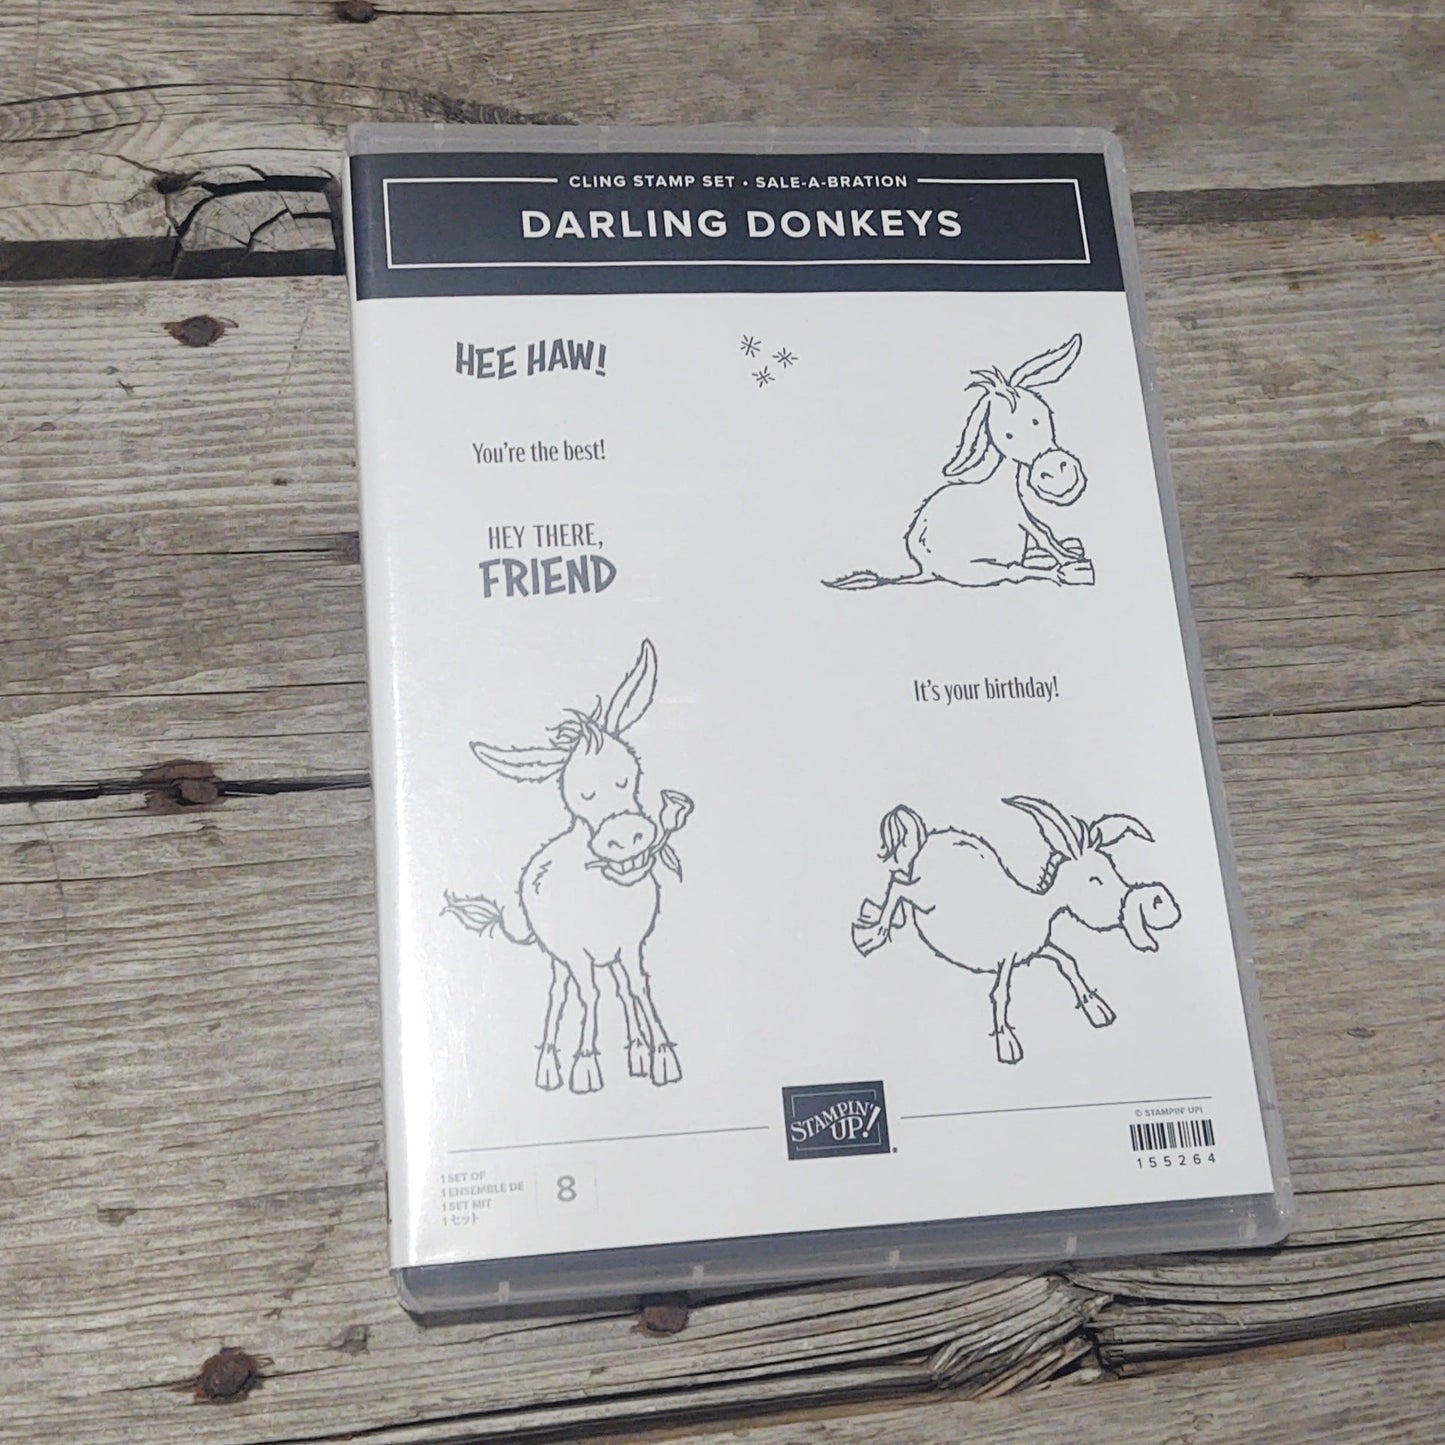 CLING STAMP SET • SALE-A-BRATION
DARLING DONKEYS
HEE HAW!
You're the best!
HEY THERE,
FRIEND
It's your birthday!
STAMPIN'
UP!
© STAMPIN' UP!
155264
1 SET OF
1 ENSEMBLE DE
1 SET MIT
1 セット
8